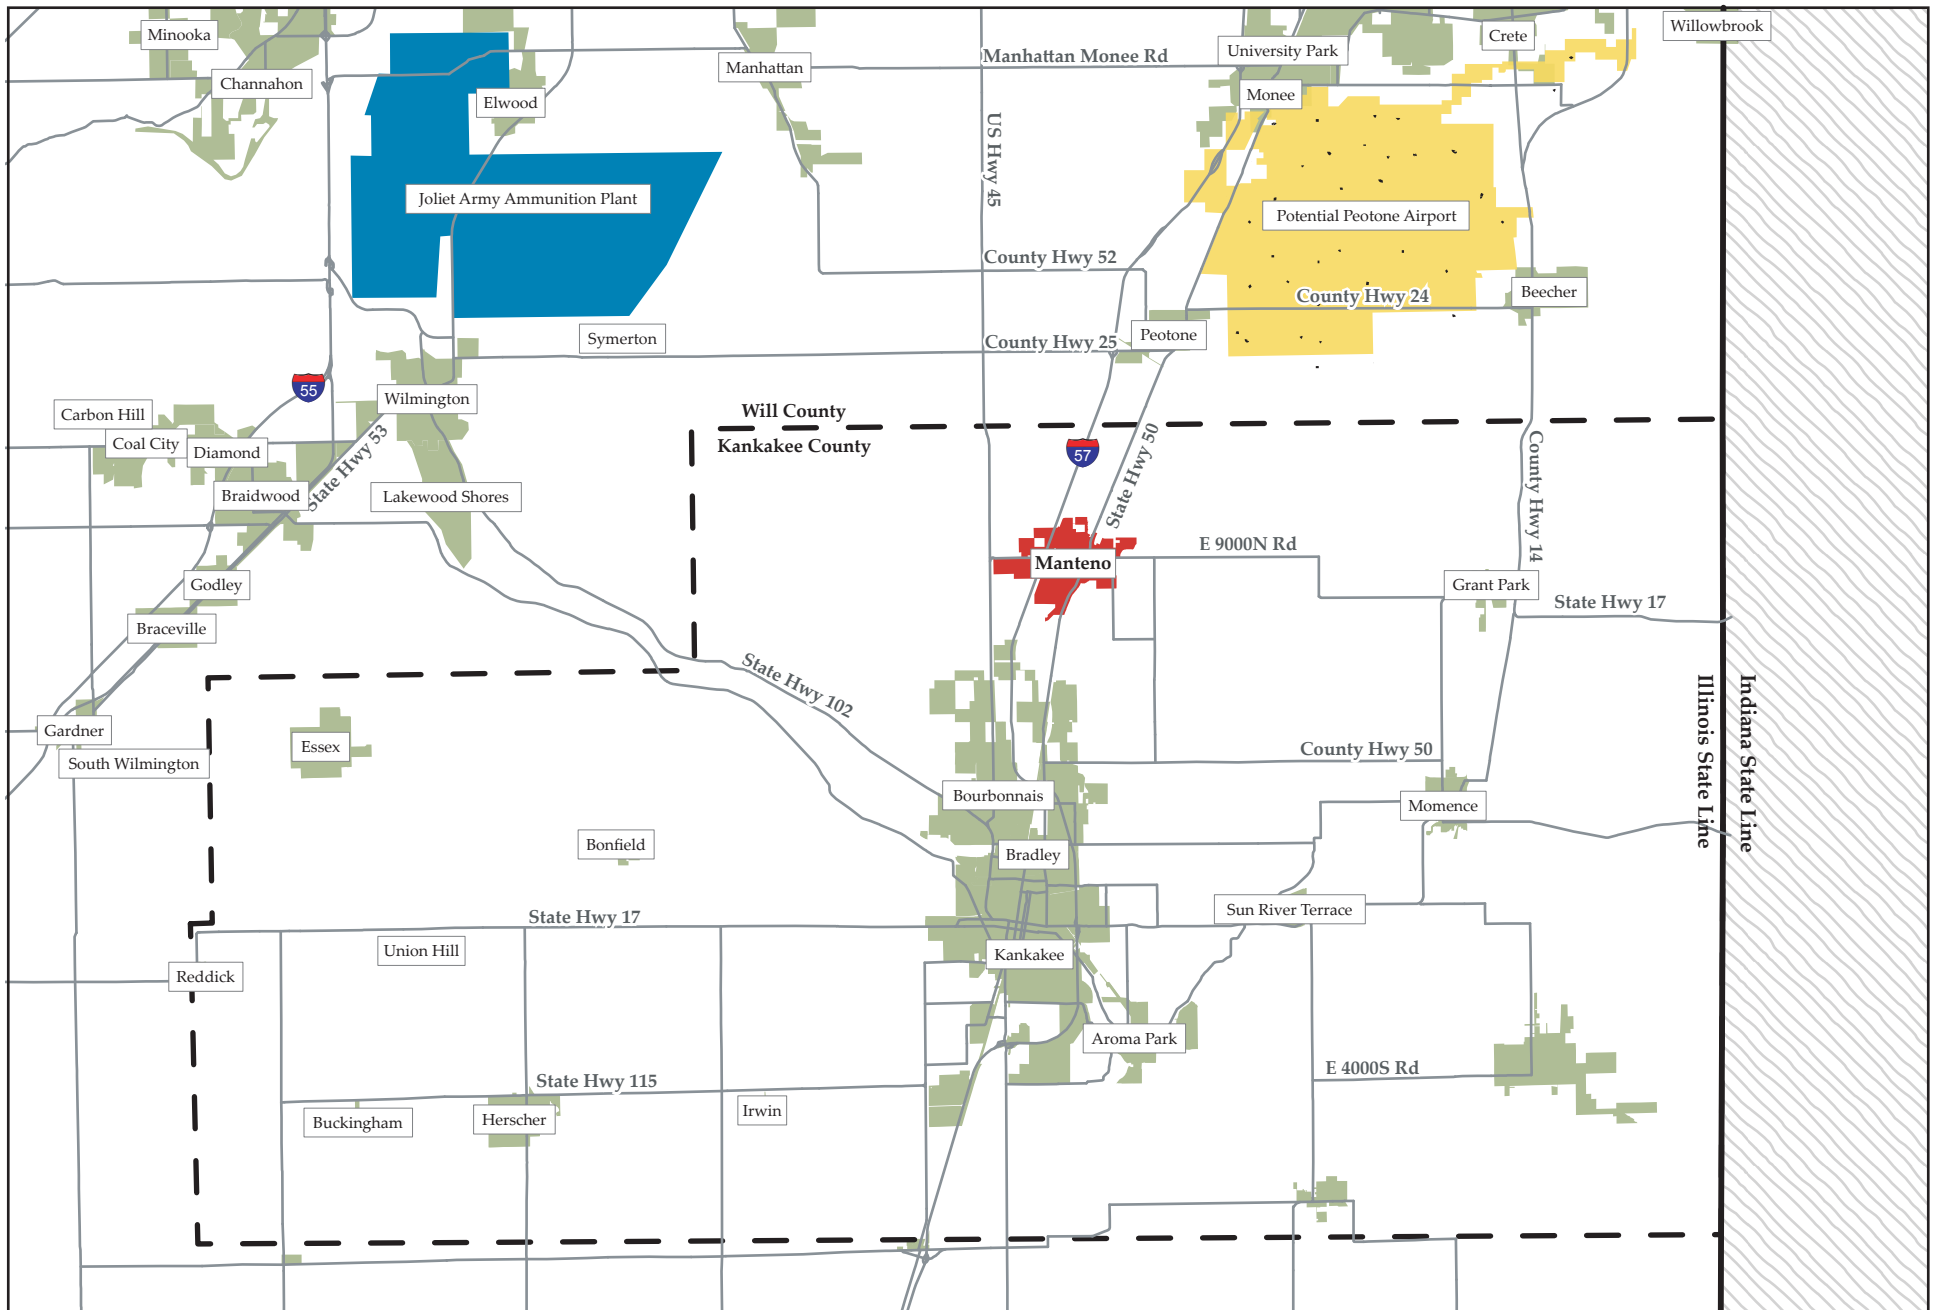 Minooka
Willowbrook
Crete
University Park
Manhattan Monee Rd
Manhattan
Channahon
Monee
Elwood
US Hwy 45
Joliet Army Ammunition Plant
Potential Peotone Airport
County Hwy 52
Beecher
County Hwy 24
Peotone
Symerton
County Hwy 25
55
Wilmington
Will County
Carbon Hill
Kankakee County
Coal City
Diamond
State Hwy 53
57
State Hwy 50
County Hwy 14
Braidwood
Lakewood Shores
E 9000N Rd
Manteno
Godley
Grant Park
State Hwy 17
Braceville
State Hwy 102
Illinois State Line
Indiana State Line
Gardner
Essex
County Hwy 50
South Wilmington
Bourbonnais
Momence
Bonfield
Bradley
Sun River Terrace
State Hwy 17
Union Hill
Kankakee
Reddick
Aroma Park
E 4000S Rd
State Hwy 115
Irwin
Buckingham
Herscher